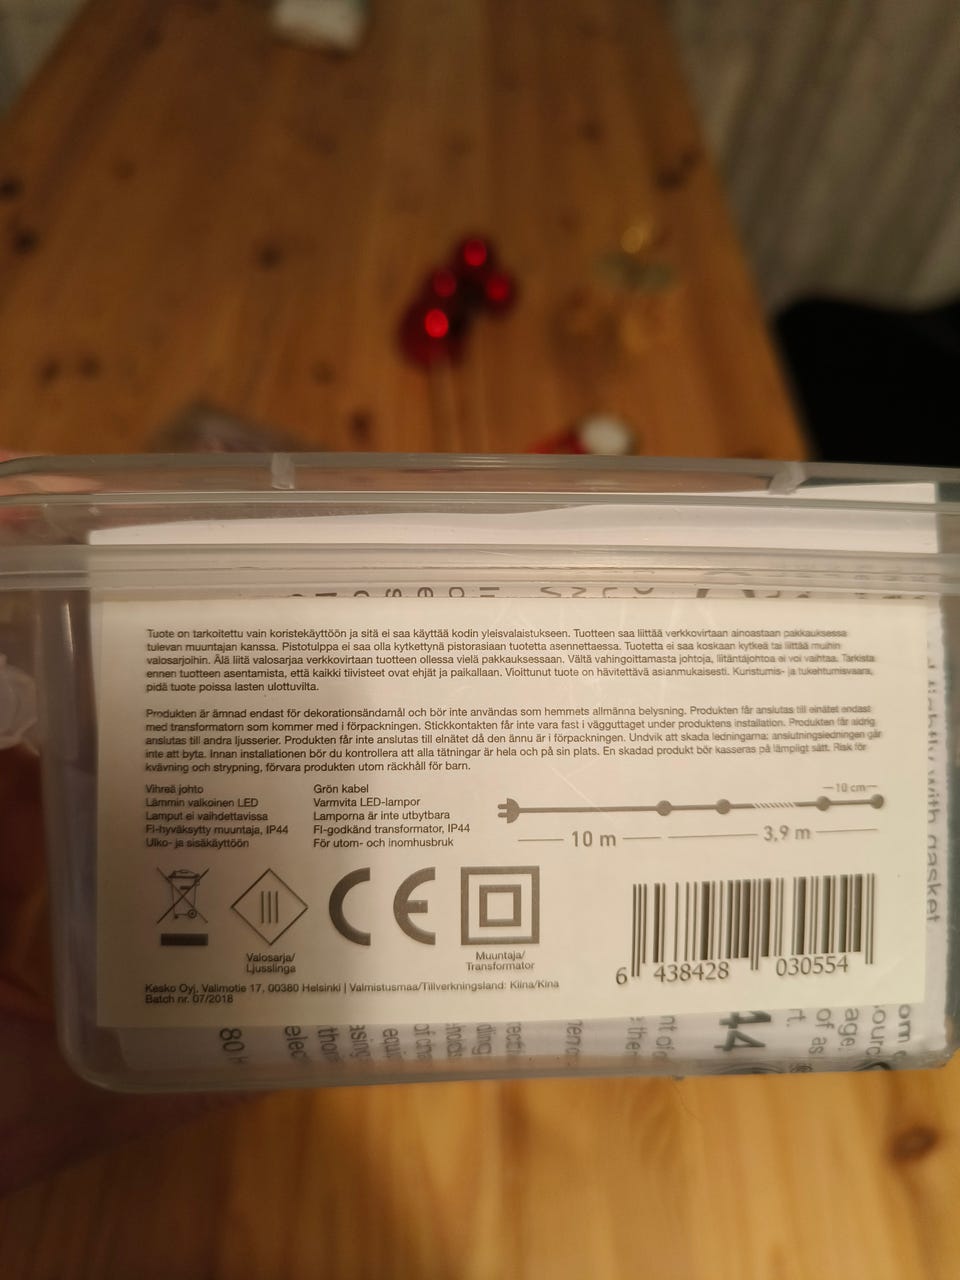 Tuote on tarkoitettu vain koristekäyttöön ja sitä ei saa käyttää kodin yleisvalaistukseen. Tuotteen saa liittää verkkovirtaan ainoastaan pakkauksessa
tulevan muuntajan kanssa. Pistotulppa ei saa olla kytkettynä pistorasiaan tuotetta asennettaessa. Tuotetta ei saa koskaan kytkeä tai liittää muihin
valosarjoihin. Älä liitä valosarjaa verkkovirtaan tuotteen ollessa vielä pakkauksessaan. Vältä vahingoittamasta johtoja, liitäntäjohtoa ei voi vaihtaa. Tarkista
ennen tuotteen asentamista, että kaikki tiivisteet ovat ehjät ja paikallaan. Vioittunut tuote on hävitettävä asianmukaisesti. Kuristumis- ja tukehtumisvaara,
pidä tuote poissa lasten ulottuvilta.
Produkten är ämnad endast för dekorationsändamål och bör inte användas som hemmets allmänna belysning. Produkten får anslutas till elnätet endast
med transformatorn som kommer med i förpackningen. Stickkontakten får inte vara fast i vägguttaget under produktens installation. Produkten får aldrig
anslutas till andra ljusserier. Produkten får inte anslutas till elnätet då den ännu är i förpackningen. Undvik att skada ledningarna: anslutningsledningen går
inte att byta. Innan installationen bör du kontrollera att alla tätningar är hela och på sin plats. En skadad produkt bör kasseras på lämpligt sätt. Risk för
kvävning och strypning, förvara produkten utom räckhåll för barn.
Vihreä johto
Lämmin valkoinen LED
Lamput ei vaihdettavissa
FI-hyväksytty muuntaja, IP44
Ulko- ja sisäkäyttöön
Grön kabel
Varmvita LED-lampor
Lamporna är inte utbytbara
FI-godkänd transformator, IP44
För utom- och inomhusbruk
10 cm
10 m
3,9 m
CE
Valosarja/
Ljusslinga
Muuntaja/
Transformator
6 438428 030554
Kesko Oyj, Valimotie 17, 00380 Helsinki | Valmistusmaa/Tillverkningsland: Kiina/Kina
Batch nr. 07/2018
with gasket
80
44
of as
age